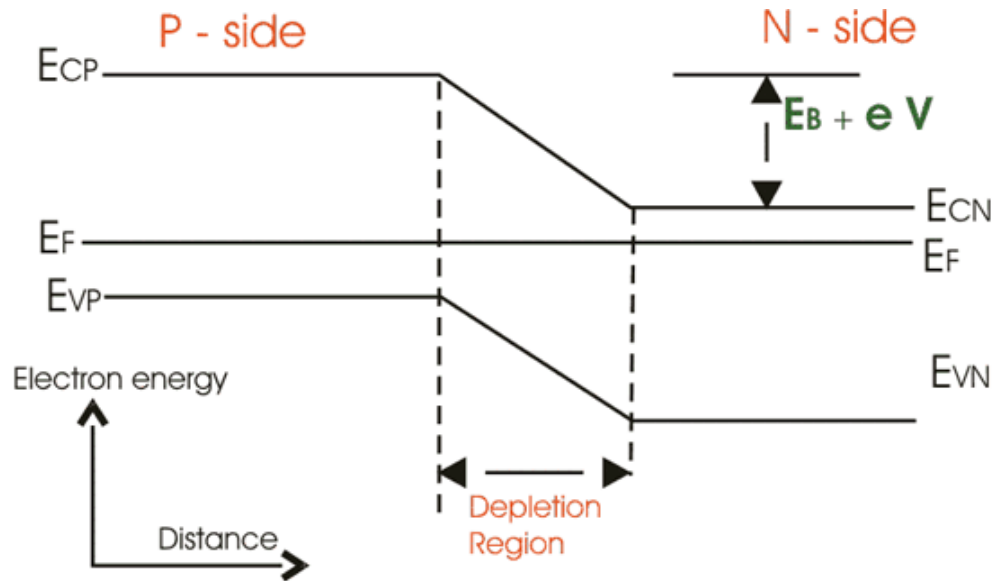 P - side
N - side
ECP
EB + e V
ECN
EF
EF
EVP
EVN
Electron energy
Distance
Depletion
Region